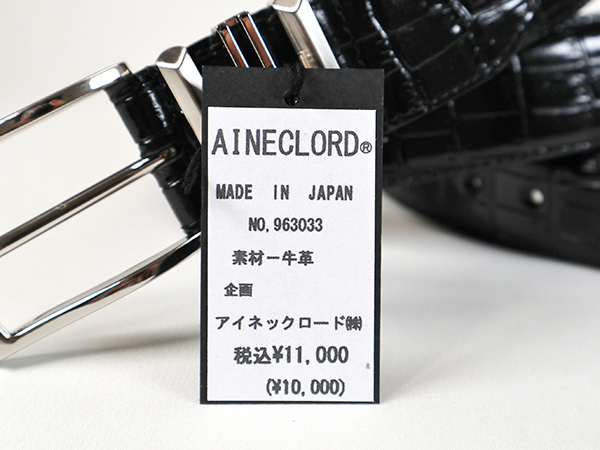 AINECLORD®
MADE IN JAPAN
NO,963033
素材ー牛革
企画
アイネックロード㈱
税込¥11,000
(¥10,000)